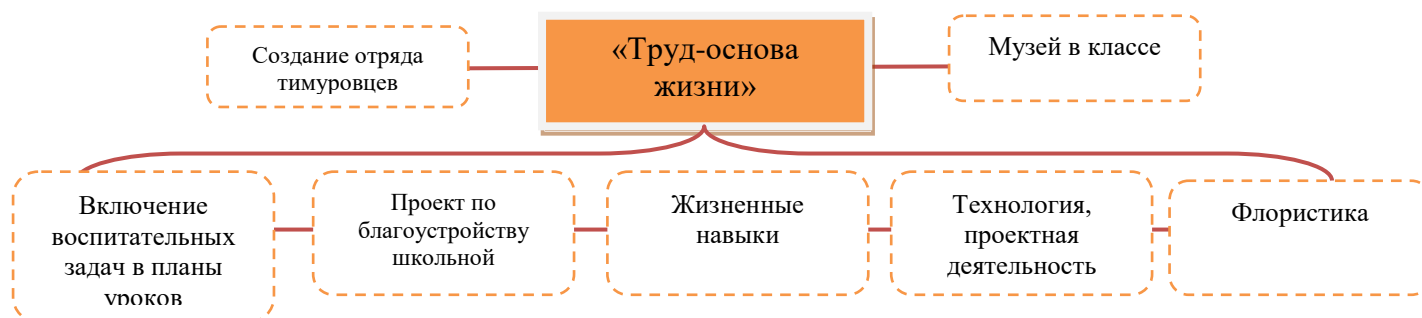 Создание отряда
тимуровцев
«Труд-основа
жизни»
Музей в классе
Включение
воспитательных
задач в планы
уроков
Проект по
благоустройству
школьной
Жизненные
навыки
Технология,
проектная
деятельность
Флористика